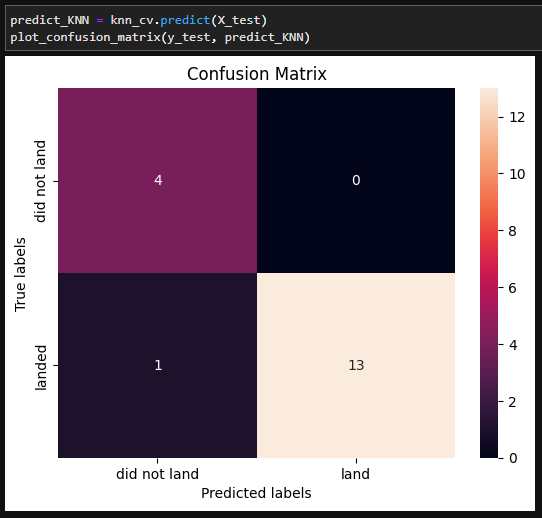 predict_KNN = knn_cv.predict(X_test)
plot_confusion_matrix(y_test, predict_KNN)
Confusion Matrix
True labels
did not land
landed
4
0
1
13
did not land
land
Predicted labels
12
10
8
6
4
2
0